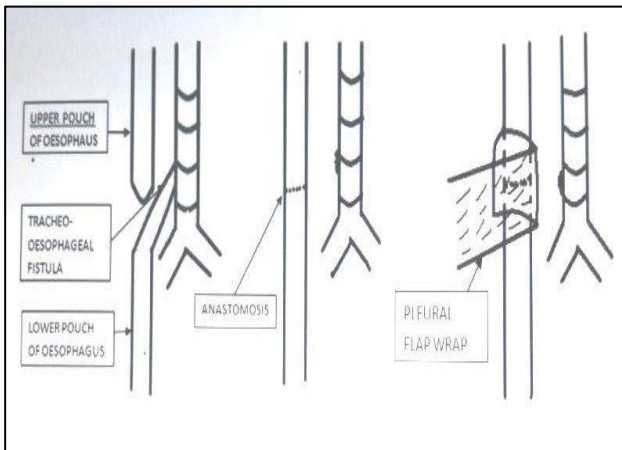 UPPER POUCH
OF OESOPHAUS
TRACHEO-
OESOPHAGEAL
FISTULA
LOWER POUCH
OF OESOPHAGUS
ANASTOMOSIS
PLEURAL
FLAP WRAP